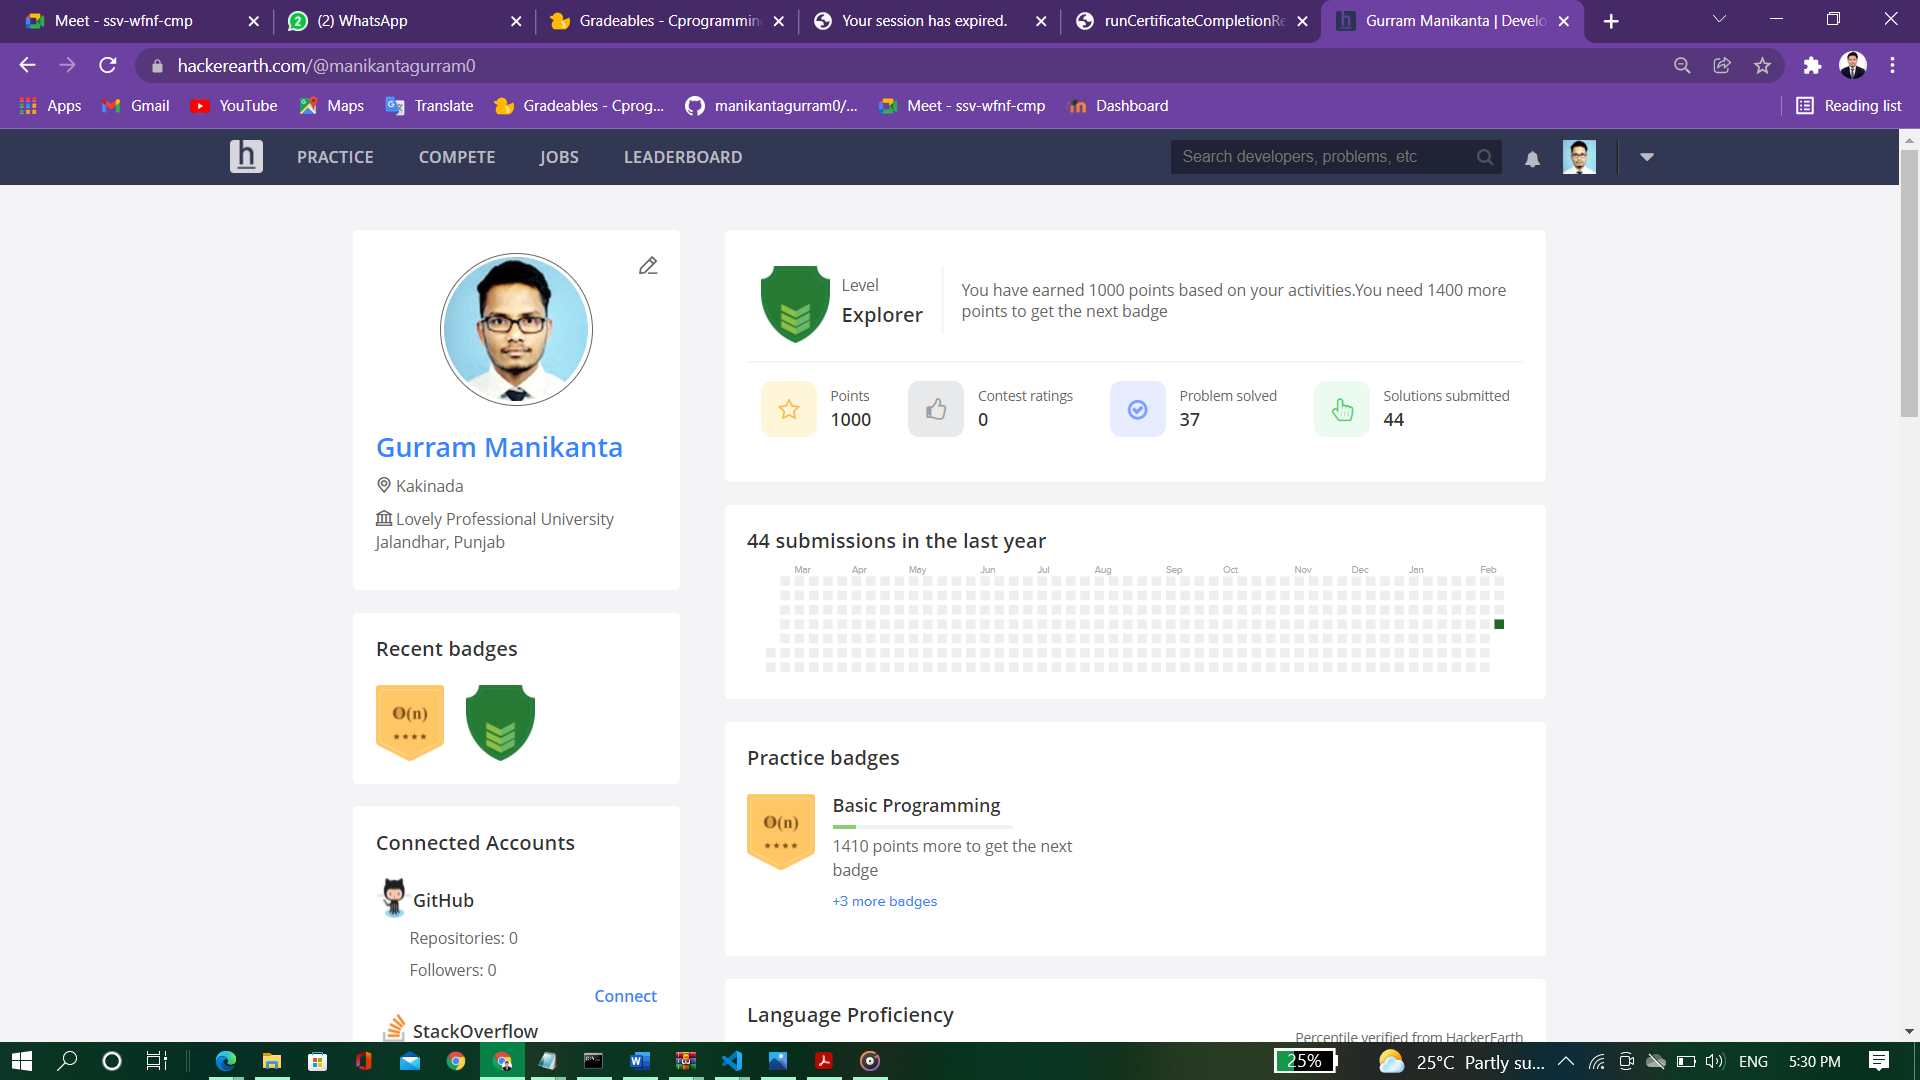 Meet - ssv-wfnf-cmp
(2) WhatsApp
Gradeables - Cprogramming
Your session has expired.
runCertificateCompletionRe
Gurram Manikanta | Develo
hackerearth.com/@manikantagurram0
Apps
Gmail
YouTube
Maps
Translate
Gradeables - Cprog...
manikantagurram0/...
Meet - ssv-wfnf-cmp
Dashboard
Reading list
h
PRACTICE
COMPETE
JOBS
LEADERBOARD
Search developers, problems, etc
Gurram Manikanta
Kakinada
Lovely Professional University
Jalandhar, Punjab
Level
Explorer
You have earned 1000 points based on your activities.You need 1400 more
points to get the next badge
Points
1000
Contest ratings
0
Problem solved
37
Solutions submitted
44
44 submissions in the last year
Mar Apr May Jun Jul Aug Sep Oct Nov Dec Jan Feb
Recent badges
O(n)
Practice badges
O(n)
Basic Programming
1410 points more to get the next
badge
+3 more badges
Connected Accounts
GitHub
Repositories: 0
Followers: 0
Connect
StackOverflow
Language Proficiency
Percentile verified from HackerEarth
25%
25°C Partly su...
ENG
5:30 PM